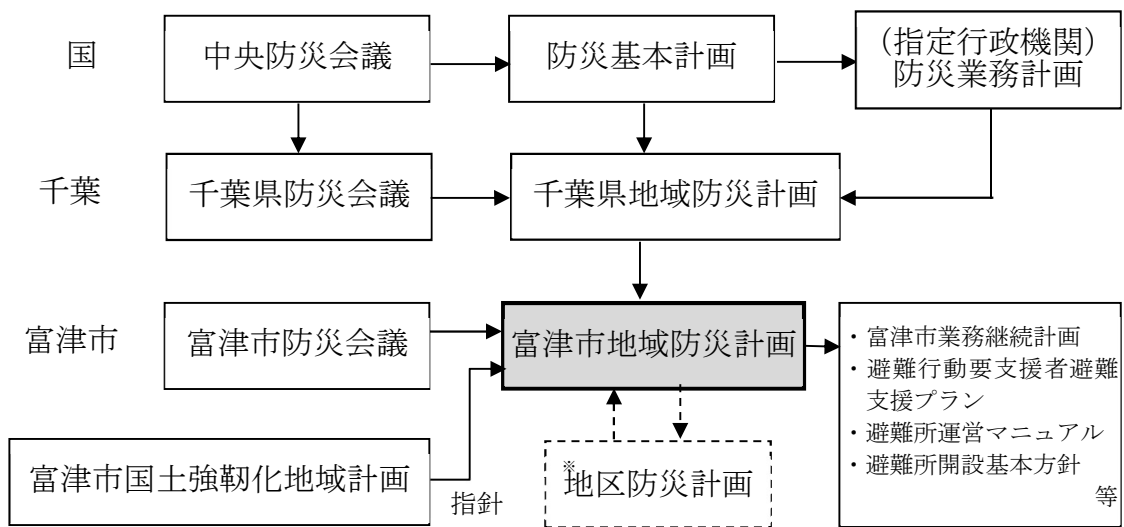 国
中央防災会議
防災基本計画
(指定行政機関)
防災業務計画
千葉
千葉県防災会議
千葉県地域防災計画
富津市
富津市防災会議
富津市地域防災計画
・富津市業務継続計画
・避難行動要支援者避難
支援プラン
・避難所運営マニュアル
・避難所開設基本方針
等
富津市国土強靱化地域計画
指針
※地区防災計画